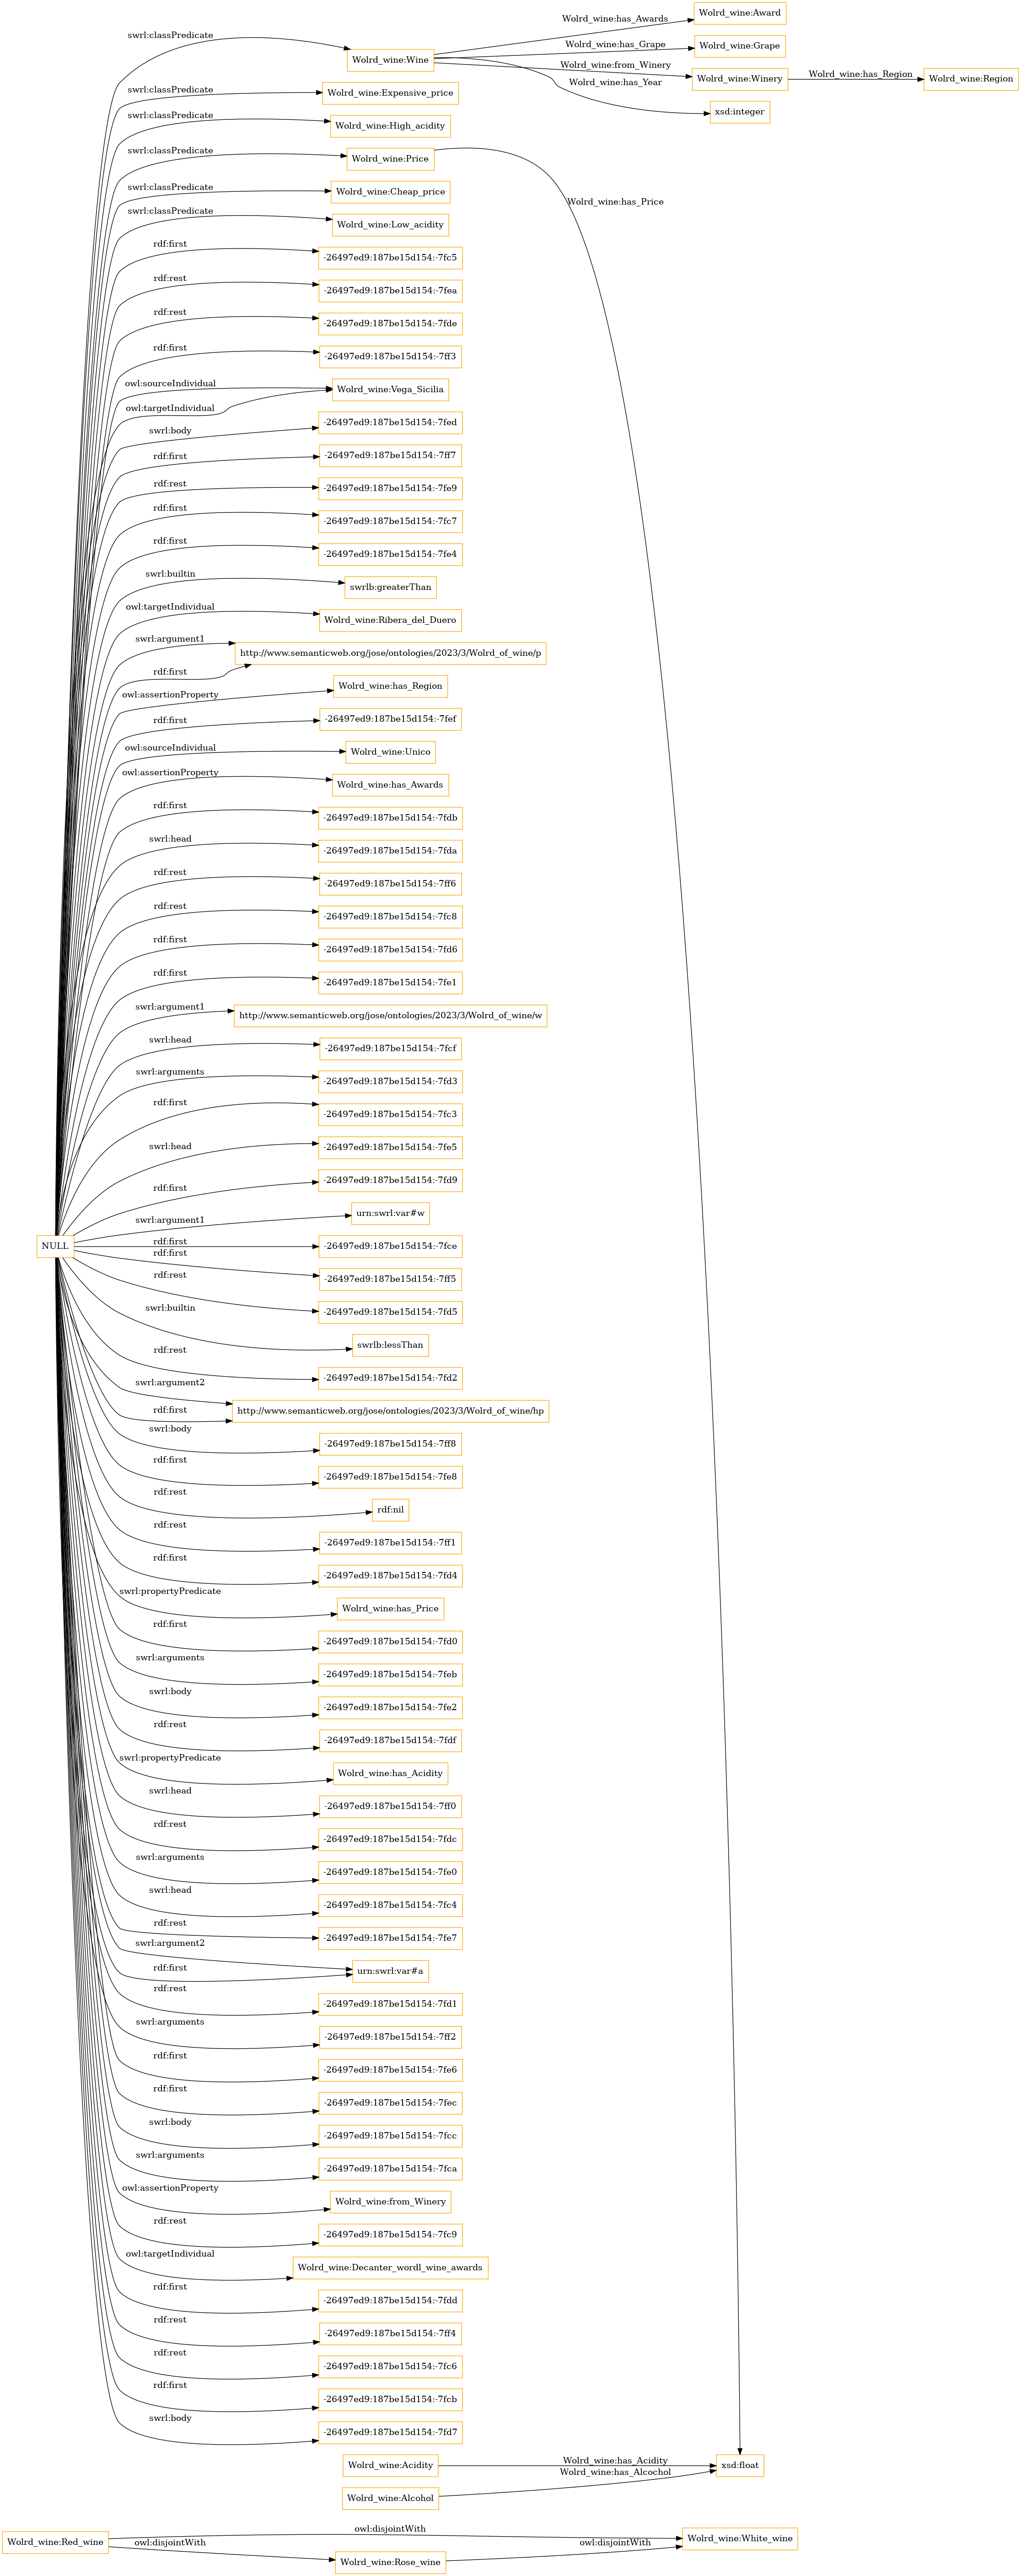 Wolrd_wine:Award
Wolrd_wine:has_Awards
swrl:classPredicate
Wolrd_wine:has_Grape
Wolrd_wine:Grape
Wolrd_wine:Wine
Wolrd_wine:from_Winery
Wolrd_wine:Winery
Wolrd_wine:has_Region
Wolrd_wine:Region
Wolrd_wine:has_Year
swrl:classPredicate
Wolrd_wine:Expensive_price
xsd:integer
swrl:classPredicate
Wolrd_wine:High_acidity
swrl:classPredicate
Wolrd_wine:Price
swrl:classPredicate
Wolrd_wine:Cheap_price
Wolrd_wine:has_Price
swrl:classPredicate
Wolrd_wine:Low_acidity
rdf:first
-26497ed9:187be15d154:-7fc5
rdf:rest
-26497ed9:187be15d154:-7fea
rdf:rest
-26497ed9:187be15d154:-7fde
rdf:first
-26497ed9:187be15d154:-7ff3
owl:sourceIndividual
Wolrd_wine:Vega_Sicilia
owl:targetIndividual
swrl:body
-26497ed9:187be15d154:-7fed
rdf:first
-26497ed9:187be15d154:-7ff7
rdf:rest
-26497ed9:187be15d154:-7fe9
rdf:first
-26497ed9:187be15d154:-7fc7
rdf:first
-26497ed9:187be15d154:-7fe4
swrl:builtin
swrlb:greaterThan
owl:targetIndividual
Wolrd_wine:Ribera_del_Duero
swrl:argument1
http://www.semanticweb.org/jose/ontologies/2023/3/Wolrd_of_wine/p
rdf:first
owl:assertionProperty
Wolrd_wine:has_Region
rdf:first
-26497ed9:187be15d154:-7fef
owl:sourceIndividual
Wolrd_wine:Unico
owl:assertionProperty
Wolrd_wine:has_Awards
rdf:first
-26497ed9:187be15d154:-7fdb
swrl:head
-26497ed9:187be15d154:-7fda
rdf:rest
-26497ed9:187be15d154:-7ff6
rdf:rest
-26497ed9:187be15d154:-7fc8
rdf:first
-26497ed9:187be15d154:-7fd6
rdf:first
-26497ed9:187be15d154:-7fe1
swrl:argument1
http://www.semanticweb.org/jose/ontologies/2023/3/Wolrd_of_wine/w
swrl:head
-26497ed9:187be15d154:-7fcf
swrl:arguments
-26497ed9:187be15d154:-7fd3
rdf:first
-26497ed9:187be15d154:-7fc3
swrl:head
-26497ed9:187be15d154:-7fe5
rdf:first
-26497ed9:187be15d154:-7fd9
swrl:argument1
urn:swrl:var#w
NULL
rdf:first
-26497ed9:187be15d154:-7fce
rdf:first
-26497ed9:187be15d154:-7ff5
rdf:rest
-26497ed9:187be15d154:-7fd5
swrl:builtin
swrlb:lessThan
rdf:rest
-26497ed9:187be15d154:-7fd2
swrl:argument2
http://www.semanticweb.org/jose/ontologies/2023/3/Wolrd_of_wine/hp
rdf:first
swrl:body
-26497ed9:187be15d154:-7ff8
rdf:first
-26497ed9:187be15d154:-7fe8
rdf:rest
rdf:nil
rdf:rest
-26497ed9:187be15d154:-7ff1
rdf:first
-26497ed9:187be15d154:-7fd4
swrl:propertyPredicate
Wolrd_wine:has_Price
rdf:first
-26497ed9:187be15d154:-7fd0
swrl:arguments
-26497ed9:187be15d154:-7feb
swrl:body
-26497ed9:187be15d154:-7fe2
rdf:rest
-26497ed9:187be15d154:-7fdf
swrl:propertyPredicate
Wolrd_wine:has_Acidity
swrl:head
-26497ed9:187be15d154:-7ff0
rdf:rest
-26497ed9:187be15d154:-7fdc
swrl:arguments
-26497ed9:187be15d154:-7fe0
swrl:head
-26497ed9:187be15d154:-7fc4
rdf:rest
-26497ed9:187be15d154:-7fe7
swrl:argument2
urn:swrl:var#a
rdf:first
rdf:rest
-26497ed9:187be15d154:-7fd1
swrl:arguments
-26497ed9:187be15d154:-7ff2
rdf:first
-26497ed9:187be15d154:-7fe6
rdf:first
-26497ed9:187be15d154:-7fec
swrl:body
-26497ed9:187be15d154:-7fcc
swrl:arguments
-26497ed9:187be15d154:-7fca
owl:assertionProperty
Wolrd_wine:from_Winery
rdf:rest
-26497ed9:187be15d154:-7fc9
owl:targetIndividual
Wolrd_wine:Decanter_wordl_wine_awards
rdf:first
-26497ed9:187be15d154:-7fdd
rdf:rest
-26497ed9:187be15d154:-7ff4
rdf:rest
-26497ed9:187be15d154:-7fc6
rdf:first
-26497ed9:187be15d154:-7fcb
swrl:body
-26497ed9:187be15d154:-7fd7
Wolrd_wine:Acidity
Wolrd_wine:has_Acidity
xsd:float
Wolrd_wine:has_Alcochol
Wolrd_wine:Alcohol
owl:disjointWith
Wolrd_wine:White_wine
Wolrd_wine:Red_wine
owl:disjointWith
owl:disjointWith
Wolrd_wine:Rose_wine